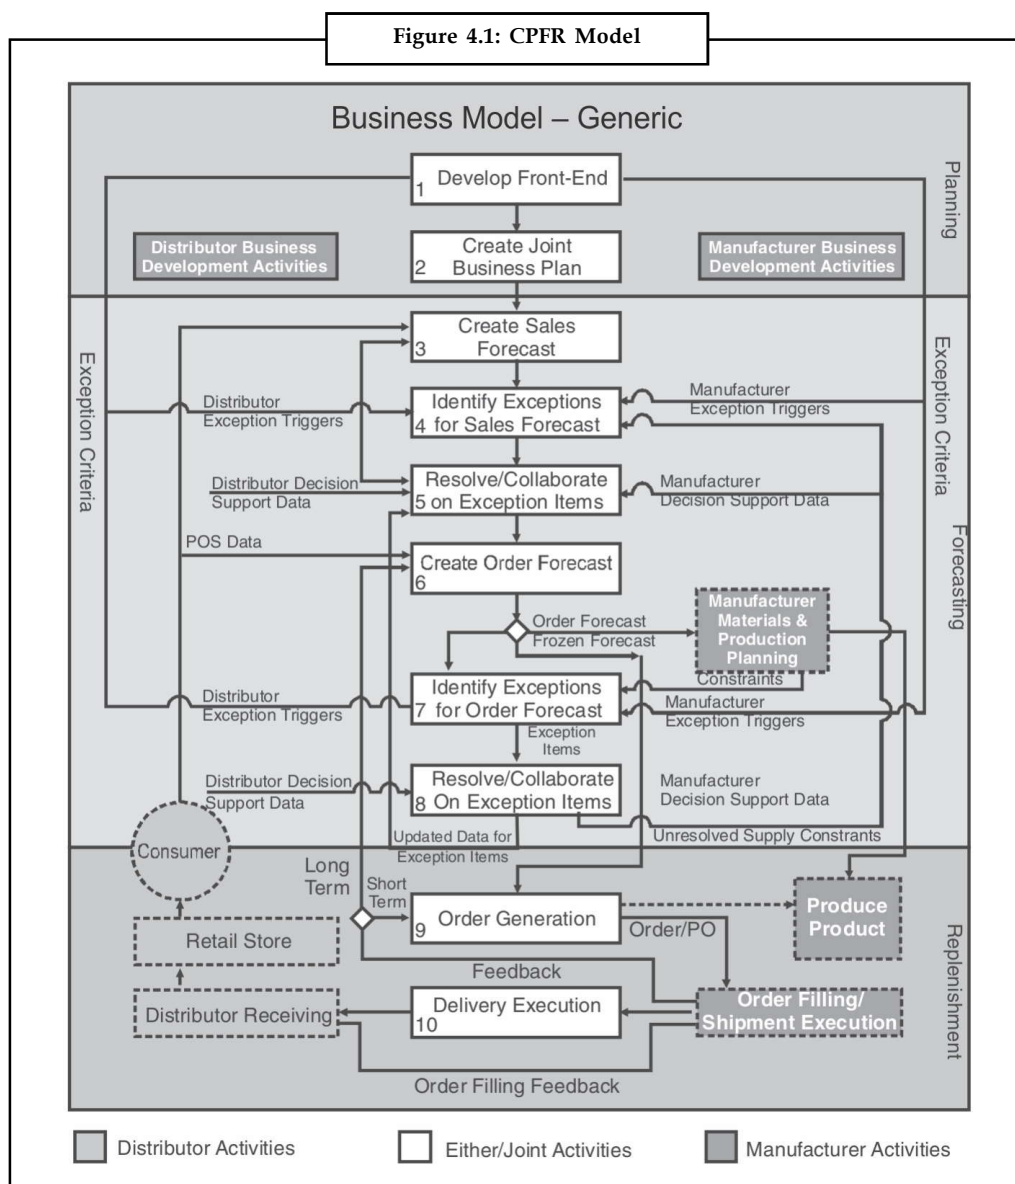 Figure 4.1: CPFR Model
Business Model – Generic
Planning
1 Develop Front-End
Distributor Business
Development Activities
2 Create Joint
Business Plan
Manufacturer Business
Development Activities
Exception Criteria
Exception Criteria
Forecasting
3 Create Sales
Forecast
Distributor
Exception Triggers
4 Identify Exceptions
for Sales Forecast
Manufacturer
Exception Triggers
Distributor Decision
Support Data
5 Resolve/Collaborate
on Exception Items
Manufacturer
Decision Support Data
POS Data
6 Create Order Forecast
Order Forecast
Frozen Forecast
Manufacturer
Materials &
Production
Planning
Constraints
Distributor
Exception Triggers
7 Identify Exceptions
for Order Forecast
Manufacturer
Exception Triggers
Exception
Items
Distributor Decision
Support Data
8 Resolve/Collaborate
On Exception Items
Manufacturer
Decision Support Data
Updated Data for
Exception Items
Unresolved Supply Constrants
Consumer
Long
Term
Short
Term
9 Order Generation
Order/PO
Produce
Product
Replenishment
Retail Store
Feedback
Distributor Receiving
10 Delivery Execution
Order Filling/
Shipment Execution
Order Filling Feedback
Distributor Activities
Either/Joint Activities
Manufacturer Activities